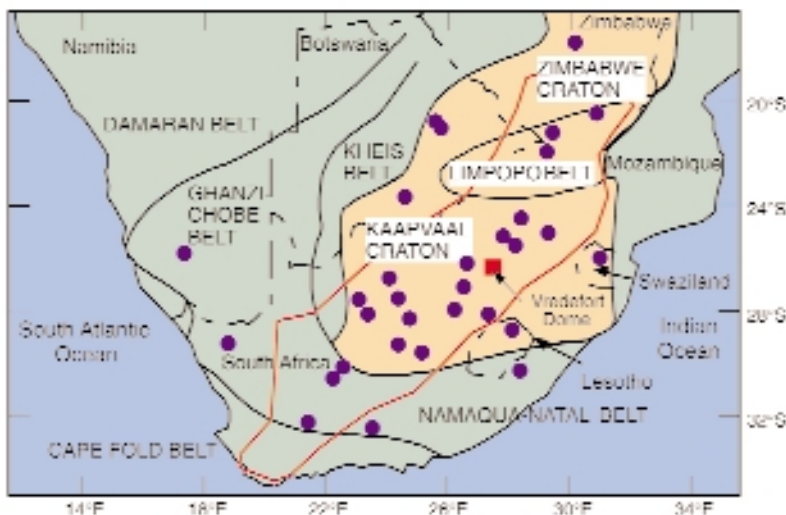 Zimbabwe
Namibia
Botswana
ZIMBABWE
CRATON
20°S
DAMARAN BELT
KHEIS
BELT
LIMPOPO BELT
Mozambique
GHANZI
CHOBE
BELT
24°S
KAAPVAAL
CRATON
Swaziland
Vredefort
Dome
28°S
South Atlantic
Ocean
Indian
Ocean
South Africa
Lesotho
NAMAQUA-NATAL BELT
32°S
CAPE FOLD BELT
14°E
18°E
22°E
26°E
30°E
34°E